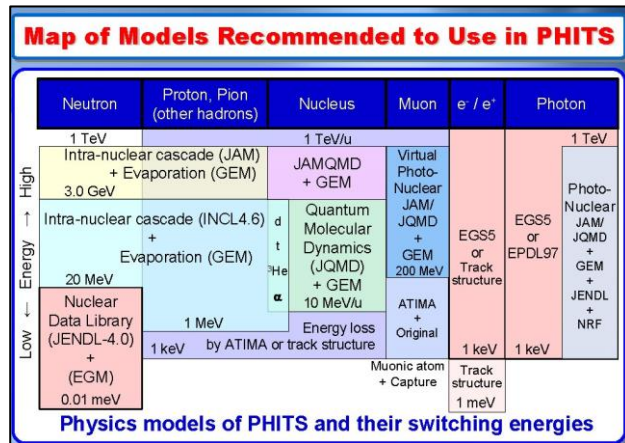 Map of Models Recommended to Use in PHITS
Neutron
Proton, Pion
(other hadrons)
Nucleus
Muon
e⁻ / e⁺
Photon
Low ← Energy → High
1 TeV
1 TeV/u
1 TeV
Intra-nuclear cascade (JAM)
+ Evaporation (GEM)
3.0 GeV
JAMQMD
+ GEM
Virtual
Photo-
Nuclear
JAM/
JQMD
+
GEM
200 MeV
Intra-nuclear cascade (INCL4.6)
+
Evaporation (GEM)
d
t
³He
α
Quantum
Molecular
Dynamics
(JQMD)
+ GEM
10 MeV/u
EGS5
or
Track
structure
EGS5
or
EPDL97
Photo-
Nuclear
JAM/
JQMD
+
GEM
+
JENDL
+
NRF
20 MeV
Nuclear
Data Library
(JENDL-4.0)
+
(EGM)
0.01 meV
1 MeV
1 keV
Energy loss
by ATIMA or track structure
ATIMA
+
Original
1 keV
1 keV
Muonic atom
+ Capture
Track
structure
1 meV
Physics models of PHITS and their switching energies